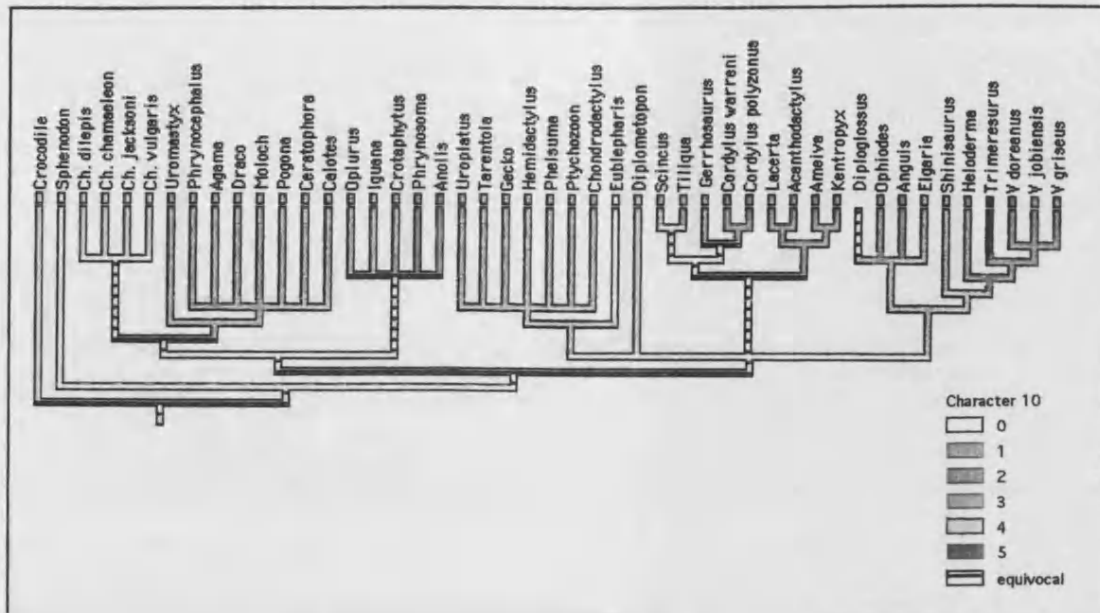 Crocodile
Sphenodon
Ch. dilepis
Ch. chamaeleon
Ch. jacksoni
Ch. vulgaris
Uromatyx
Phrynocephalus
Agama
Draco
Moloch
Pogona
Ceratophora
Calotes
Oplurus
Iguana
Crotaphytus
Phrynosoma
Anolis
Uroplatus
Tarentola
Gecko
Hemidactylus
Phelsuma
Ptychozoon
Chondrodactylus
Eublepharis
Diplometopon
Scincus
Tiliqua
Gerrhosaurus
Cordylus warreni
Cordylus polyzonus
Lacerta
Acanthodactylus
Ameiva
Kentropyx
Diploglossus
Ophiodes
Anguis
Elgaria
Shinisaurus
Heloderma
Trimeresurus
V doreanus
V jobiensis
V griseus
Character 10
0
1
2
3
4
5
equivocal